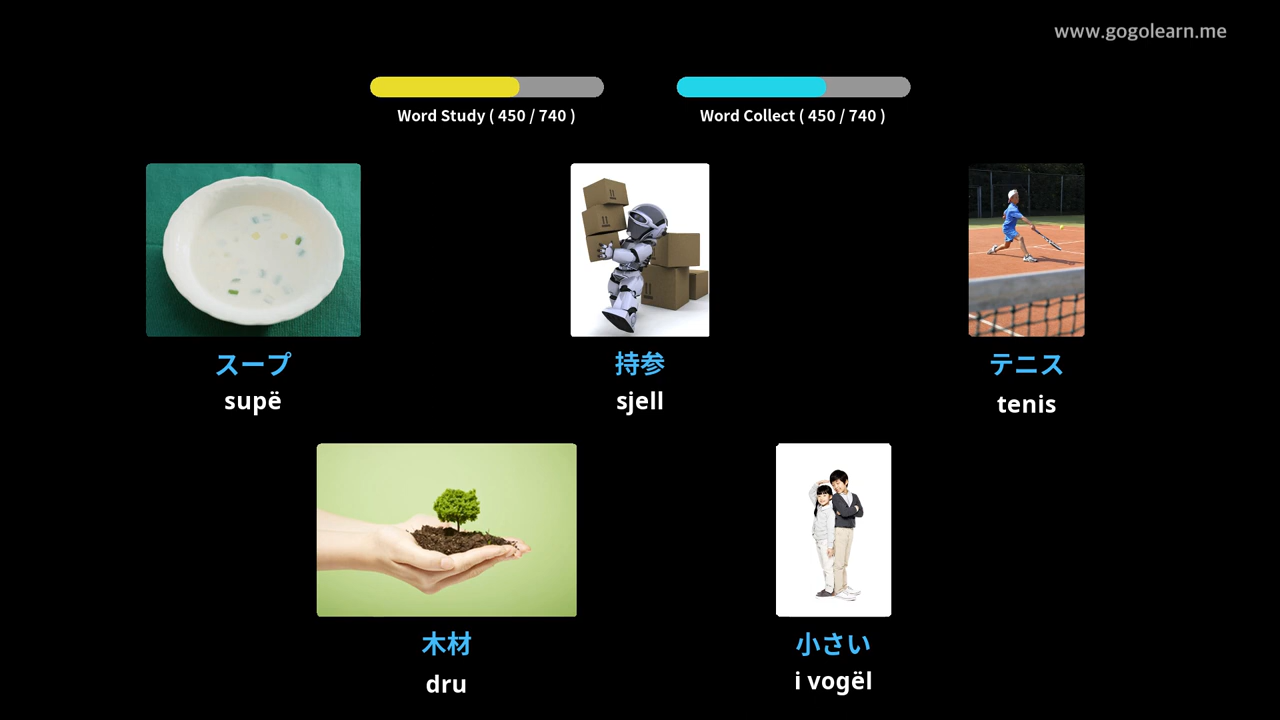 www.gogolearn.me
Word Study ( 450 / 740 )
Word Collect ( 450 / 740 )
スープ
supë
持参
sjell
テニス
tenis
木材
dru
小さい
i vogël